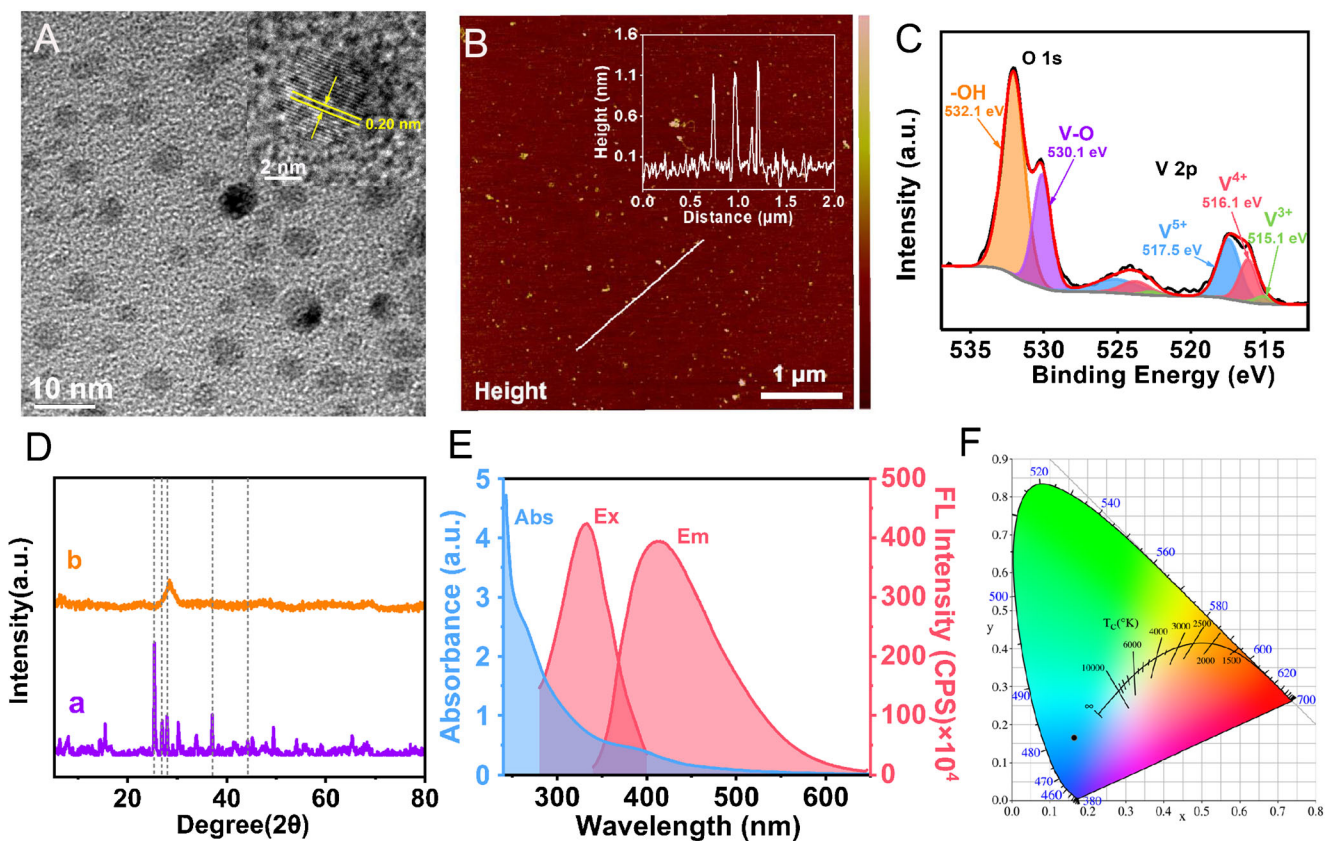 A
0.20 nm
2 nm
10 nm
B
1.6
1.1
0.6
0.1
Height (nm)
0.0 0.5 1.0 1.5 2.0
Distance (μm)
Height
1 μm
C
O 1s
-OH
532.1 eV
V-O
530.1 eV
V 2p
V5+
517.5 eV
V4+
516.1 eV
V3+
515.1 eV
Intensity (a.u.)
535 530 525 520 515
Binding Energy (eV)
D
b
a
Intensity(a.u.)
20 40 60 80
Degree(2θ)
E
5
4
3
2
1
0
Absorbance (a.u.)
Abs
Ex
Em
500
400
300
200
100
0
FL Intensity (CPS)×10⁴
300 400 500 600
Wavelength (nm)
F
0.9
0.8
0.7
0.6
0.5
y
0.4
0.3
0.2
0.1
0.0
520
540
560
500
580
Tc(°K)
2500
3000
4000
6000
600
10000
2000
1500
620
490
∞
700
480
470
460
380
0.0 0.1 0.2 0.3 0.4 0.5 0.6 0.7 0.8
x